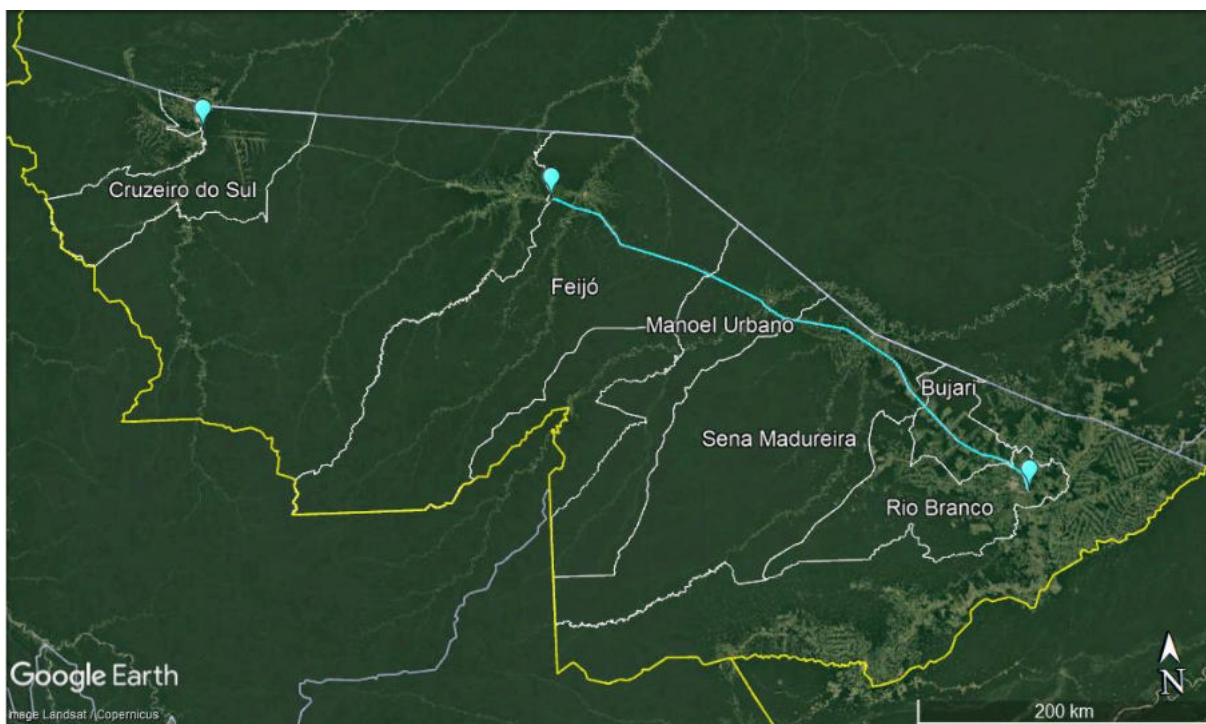 Cruzeiro do Sul
Feijó
Manoel Urbano
Bujari
Sena Madureira
Rio Branco
Google Earth
N
Image Landsat / Copernicus
200 km